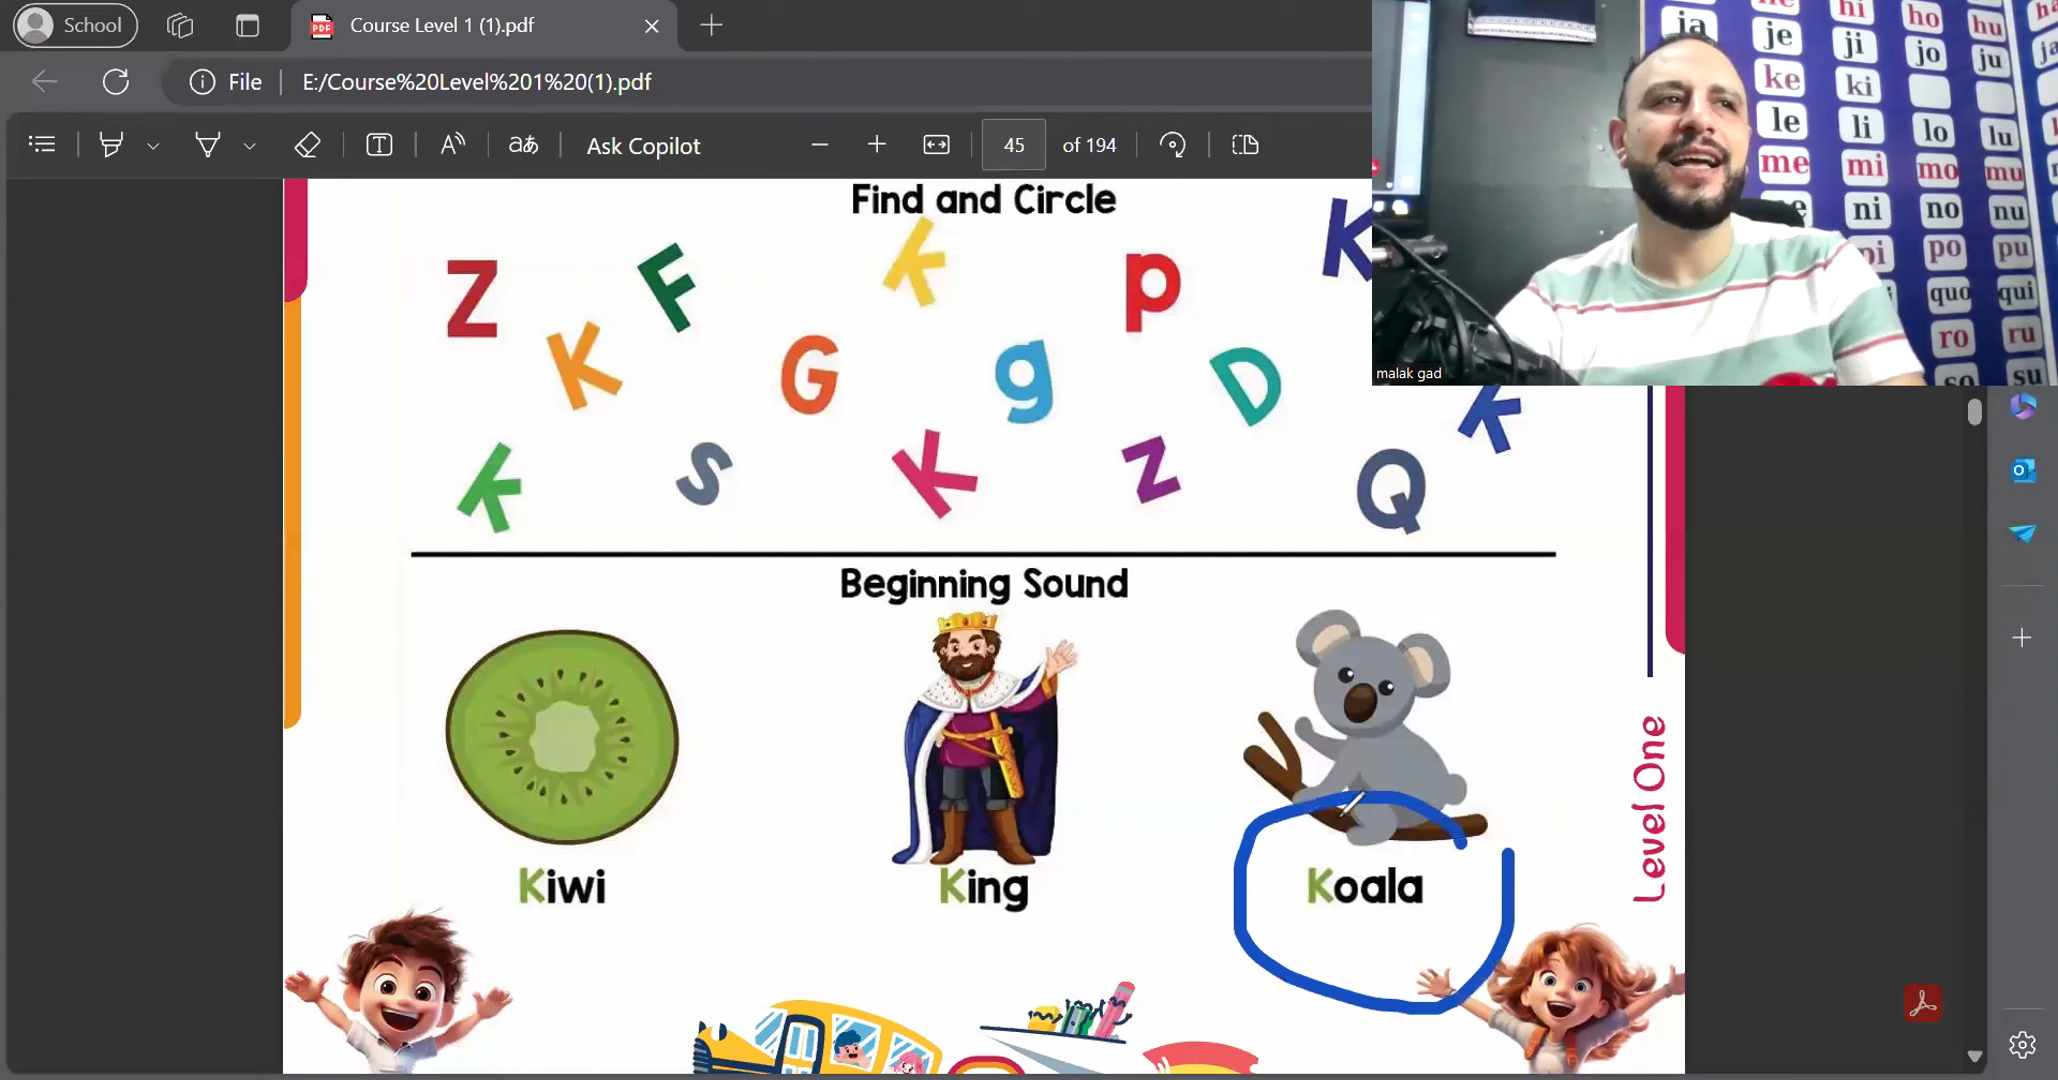 School
Course Level 1 (1).pdf
File
E:/Course%20Level%201%20(1).pdf
Ask Copilot
45
of 194
Find and Circle
Z
F
k
p
K
K
G
g
D
k
k
s
K
z
Q
Beginning Sound
Kiwi
King
Koala
Level One
malak gad
hi
ho
hu
ja
je
ji
jo
ju
ke
ki
le
li
lo
lu
me
mi
mo
mu
ni
no
nu
pi
po
pu
quo
qui
ro
ru
so
su